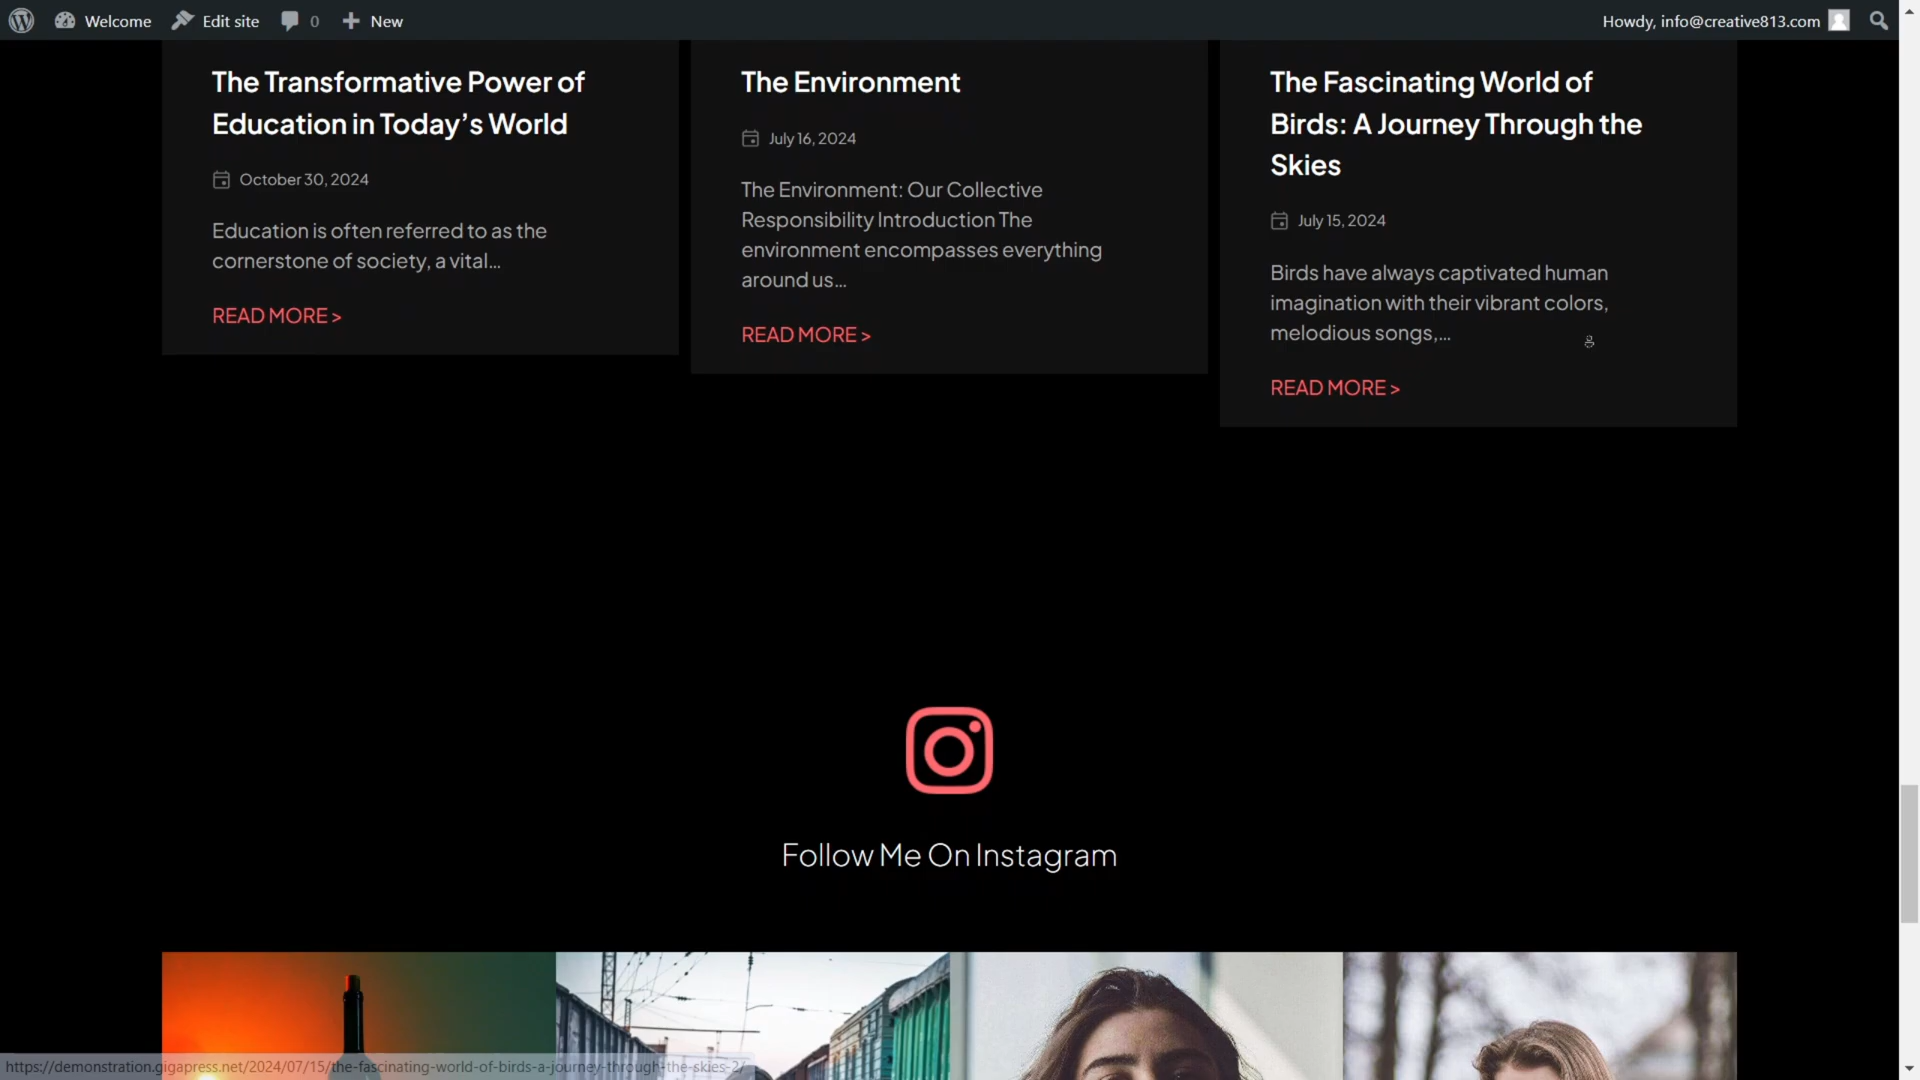 Welcome
Edit site
0
New
Howdy, info@creative813.com
The Transformative Power of
Education in Today’s World
October 30, 2024
Education is often referred to as the
cornerstone of society, a vital...
READ MORE >
The Environment
July 16, 2024
The Environment: Our Collective
Responsibility Introduction The
environment encompasses everything
around us...
READ MORE >
The Fascinating World of
Birds: A Journey Through the
Skies
July 15, 2024
Birds have always captivated human
imagination with their vibrant colors,
melodious songs,...
READ MORE >
Follow Me On Instagram
https://demonstration.gigapress.net/2024/07/15/the-fascinating-world-of-birds-a-journey-through-the-skies-2/